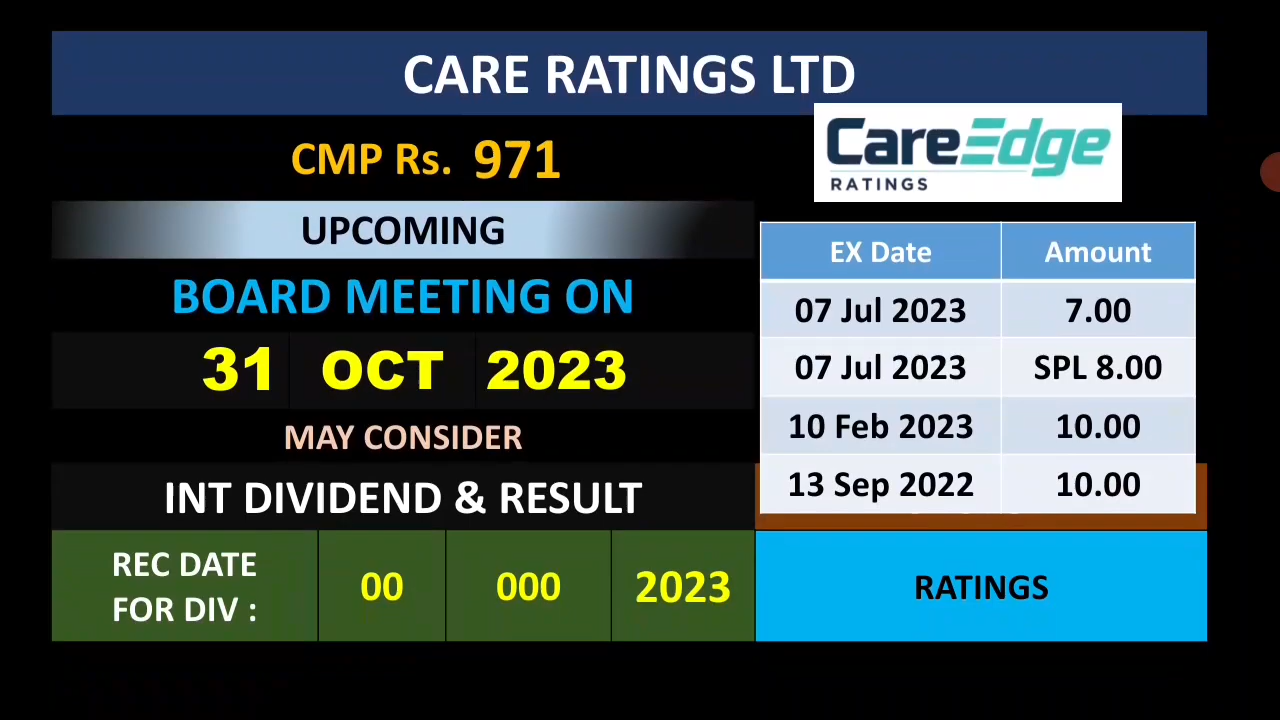 CARE RATINGS LTD
CMP Rs. 971
CareEdge
RATINGS
UPCOMING
BOARD MEETING ON
31 OCT 2023
MAY CONSIDER
INT DIVIDEND & RESULT
REC DATE
FOR DIV :
00 000 2023
EX Date Amount
07 Jul 2023 7.00
07 Jul 2023 SPL 8.00
10 Feb 2023 10.00
13 Sep 2022 10.00
RATINGS